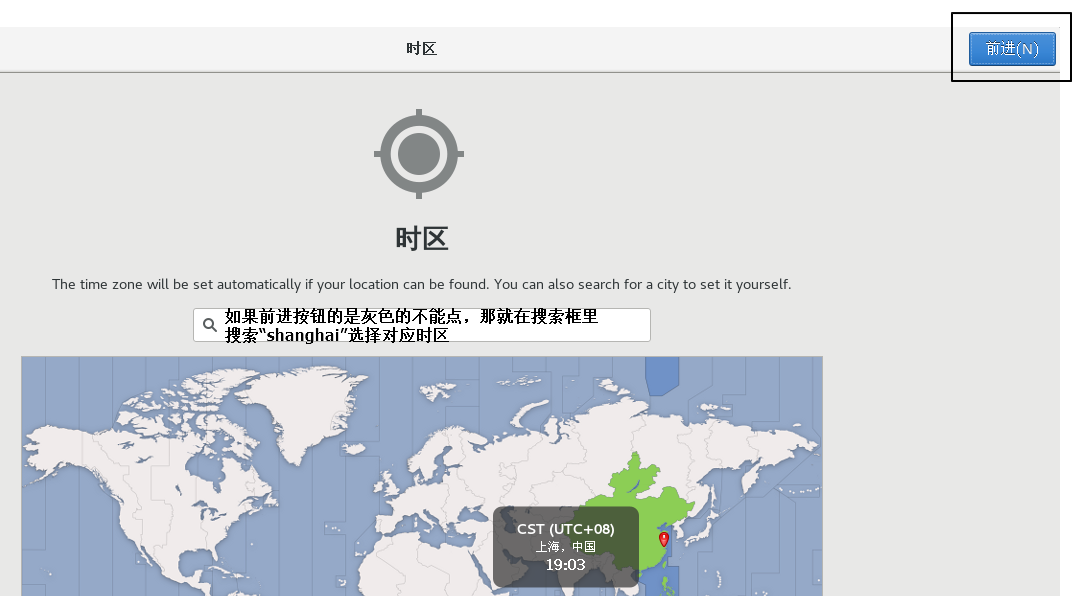 时区
前进(N)
时区
The time zone will be set automatically if your location can be found. You can also search for a city to set it yourself.
如果前进按钮的是灰色的不能点，那就在搜索框里
搜索“shanghai”选择对应时区
CST (UTC+08)
上海，中国
19:03